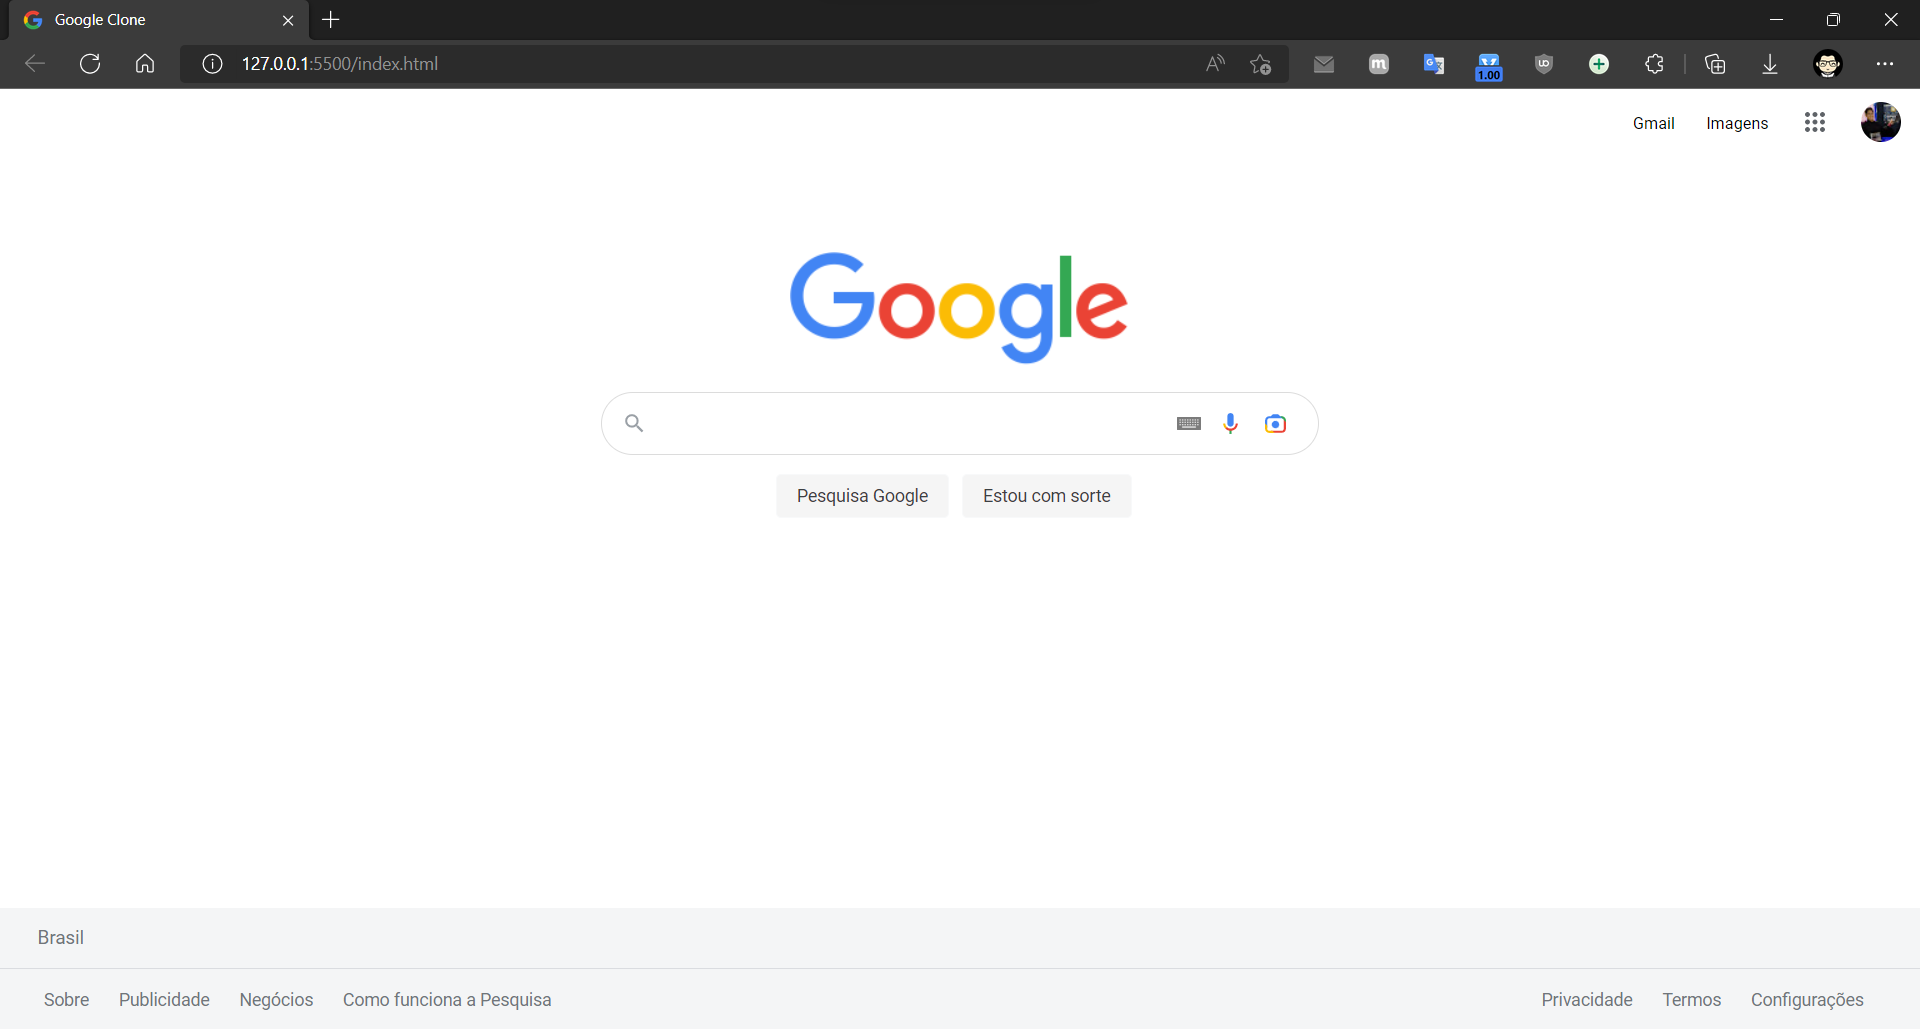 Google Clone
127.0.0.1:5500/index.html
1.00
Gmail Imagens
Google
Pesquisa Google Estou com sorte
Brasil
Sobre Publicidade Negócios Como funciona a Pesquisa Privacidade Termos Configurações